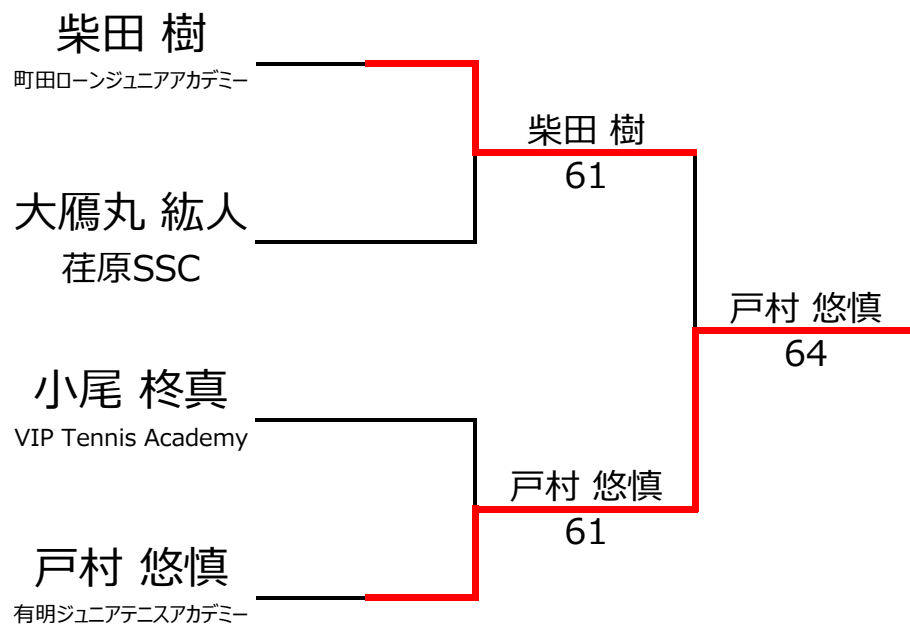 柴田 樹
町田ローンジュニアアカデミー
柴田 樹
61
大鴈丸 紘人
荏原SSC
戸村 悠慎
64
小尾 柊真
VIP Tennis Academy
戸村 悠慎
61
戸村 悠慎
有明ジュニアテニスアカデミー